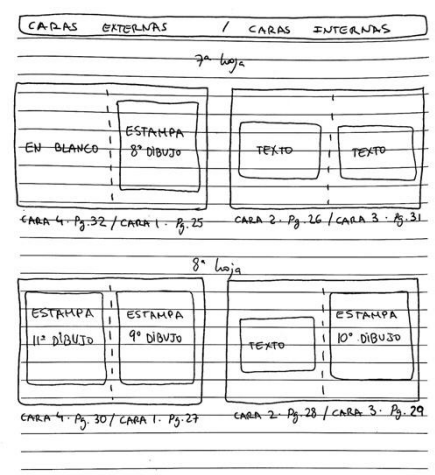 CARAS EXTERNAS / CARAS INTERNAS
7ª hoja
EN BLANCO
ESTAMPA
8º DIBUJO
TEXTO
TEXTO
CARA 4 · Pg. 32 / CARA 1 · Pg. 25
CARA 2 · Pg. 26 / CARA 3 · Pg. 31
8ª hoja
ESTAMPA
11º DIBUJO
ESTAMPA
9º DIBUJO
TEXTO
ESTAMPA
10º DIBUJO
CARA 4 · Pg. 30 / CARA 1 · Pg. 27
CARA 2 · Pg. 28 / CARA 3 · Pg. 29